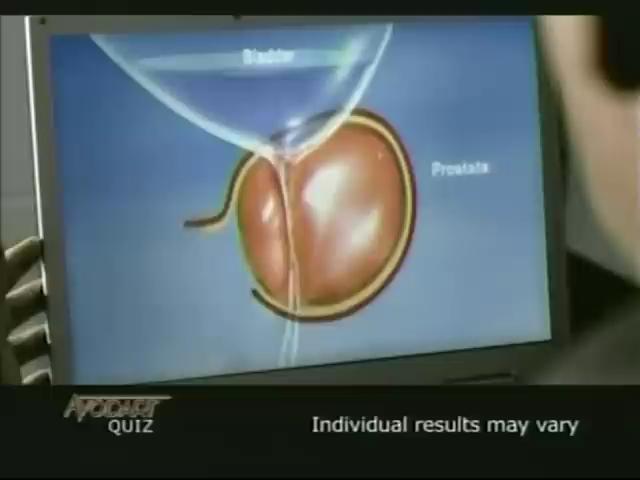 Bladder
Prostate
AVODART
QUIZ
Individual results may vary